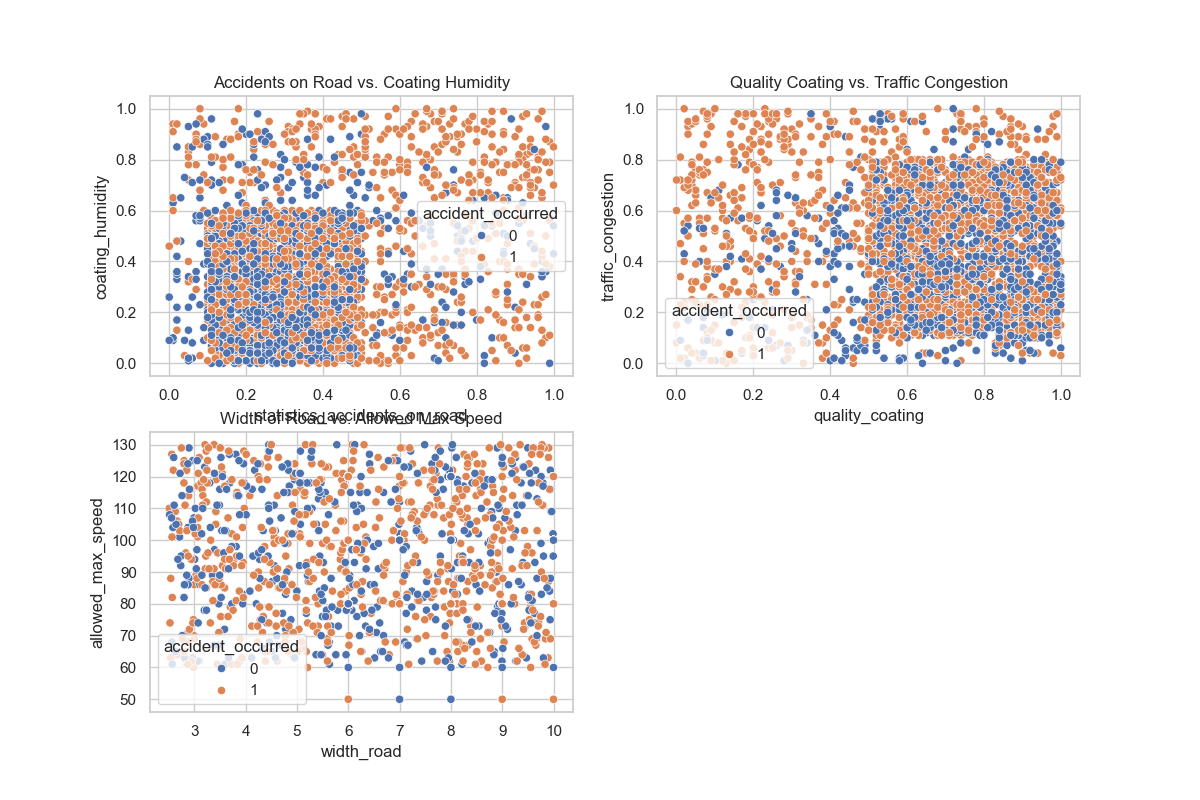 Accidents on Road vs. Coating Humidity
coating_humidity
1.0
0.8
0.6
0.4
0.2
0.0
accident_occurred
0
1
0.0 0.2 0.4 0.6 0.8 1.0
statistics_accidents_on_road
Quality Coating vs. Traffic Congestion
traffic_congestion
1.0
0.8
0.6
0.4
0.2
0.0
accident_occurred
0
1
0.0 0.2 0.4 0.6 0.8 1.0
quality_coating
Width of Road vs. Allowed Max Speed
allowed_max_speed
130
120
110
100
90
80
70
60
50
accident_occurred
0
1
3 4 5 6 7 8 9 10
width_road